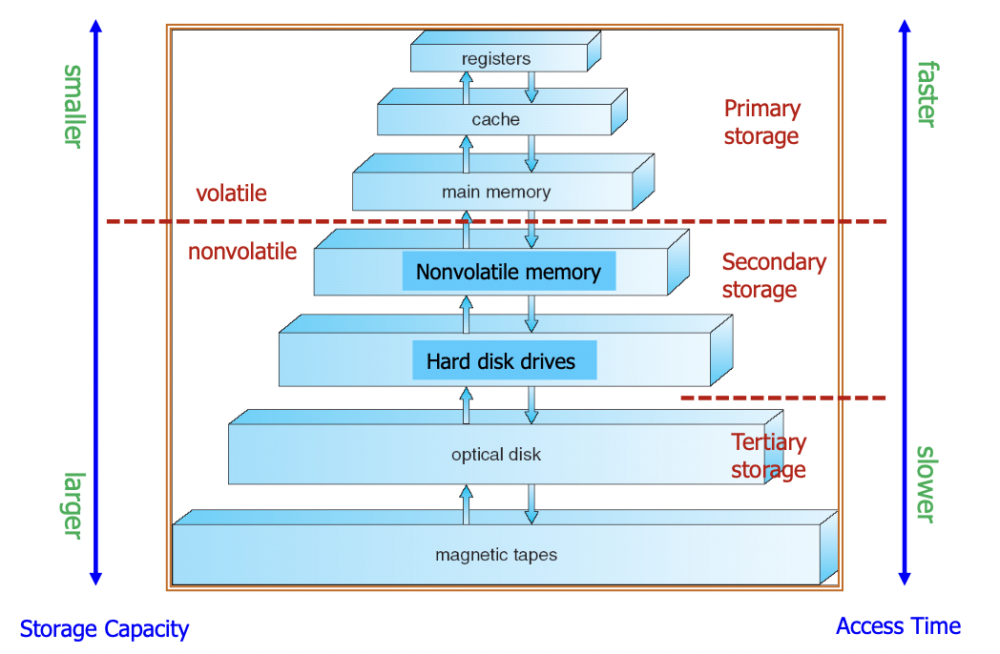 registers
smaller
faster
cache
Primary
storage
main memory
volatile
nonvolatile
Nonvolatile memory
Secondary
storage
Hard disk drives
optical disk
Tertiary
storage
larger
slower
magnetic tapes
Storage Capacity
Access Time